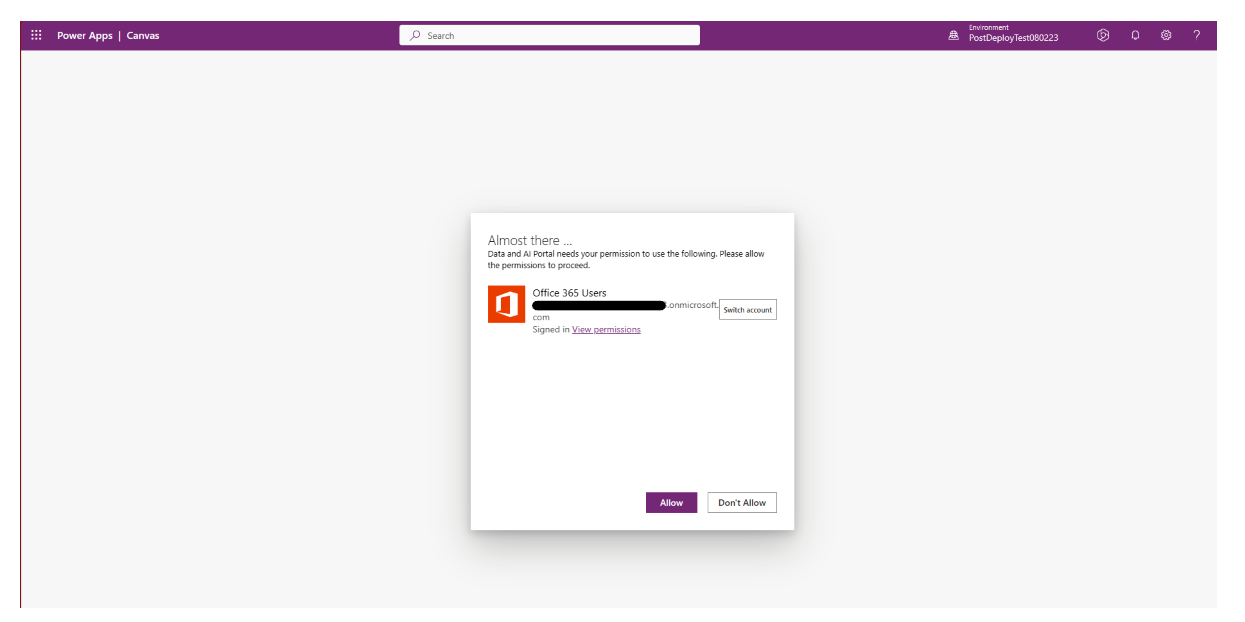 Power Apps | Canvas
Search
Environment
PostDeployTest080223
?
Almost there ...
Data and AI Portal needs your permission to use the following. Please allow
the permissions to proceed.
Office 365 Users
.onmicrosoft.
com
Switch account
Signed in View permissions
Allow
Don't Allow